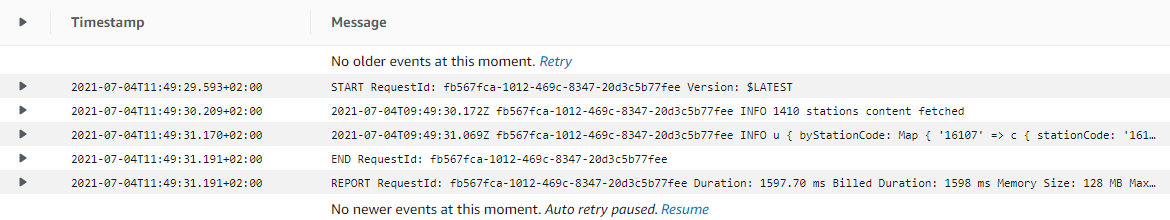 Timestamp Message
No older events at this moment. Retry
2021-07-04T11:49:29.593+02:00 START RequestId: fb567fca-1012-469c-8347-20d3c5b77fee Version: $LATEST
2021-07-04T11:49:30.209+02:00 2021-07-04T09:49:30.172Z fb567fca-1012-469c-8347-20d3c5b77fee INFO 1410 stations content fetched
2021-07-04T11:49:31.170+02:00 2021-07-04T09:49:31.069Z fb567fca-1012-469c-8347-20d3c5b77fee INFO u { byStationCode: Map { '16107' => c { stationCode: '161…
2021-07-04T11:49:31.191+02:00 END RequestId: fb567fca-1012-469c-8347-20d3c5b77fee
2021-07-04T11:49:31.191+02:00 REPORT RequestId: fb567fca-1012-469c-8347-20d3c5b77fee Duration: 1597.70 ms Billed Duration: 1598 ms Memory Size: 128 MB Max…
No newer events at this moment. Auto retry paused. Resume